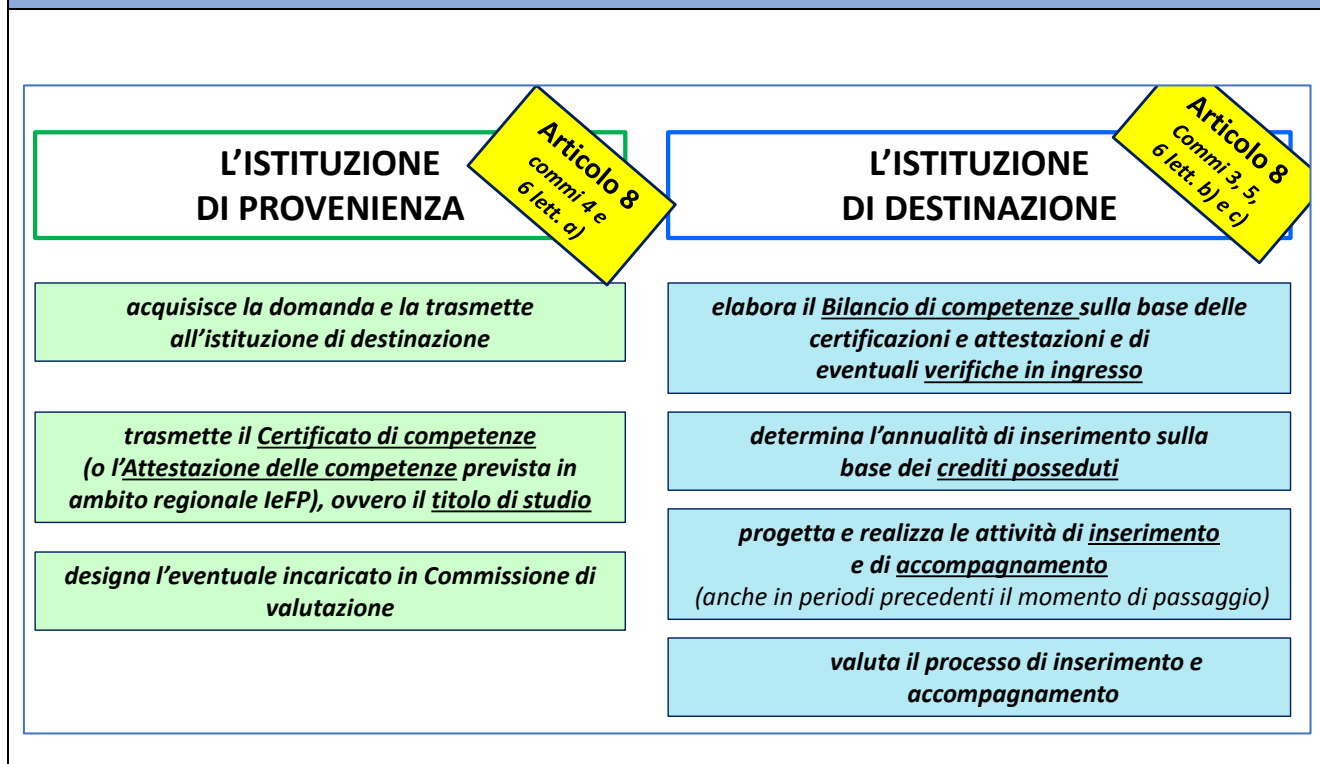 L’ISTITUZIONE
DI PROVENIENZA
Articolo 8
commi 4 e
6 lett. a)
acquisisce la domanda e la trasmette
all’istituzione di destinazione
trasmette il Certificato di competenze
(o l’Attestazione delle competenze prevista in
ambito regionale IeFP), ovvero il titolo di studio
designa l’eventuale incaricato in Commissione di
valutazione
L’ISTITUZIONE
DI DESTINAZIONE
Articolo 8
Commi 3, 5,
6 lett. b) e c)
elabora il Bilancio di competenze sulla base delle
certificazioni e attestazioni e di
eventuali verifiche in ingresso
determina l’annualità di inserimento sulla
base dei crediti posseduti
progetta e realizza le attività di inserimento
e di accompagnamento
(anche in periodi precedenti il momento di passaggio)
valuta il processo di inserimento e
accompagnamento